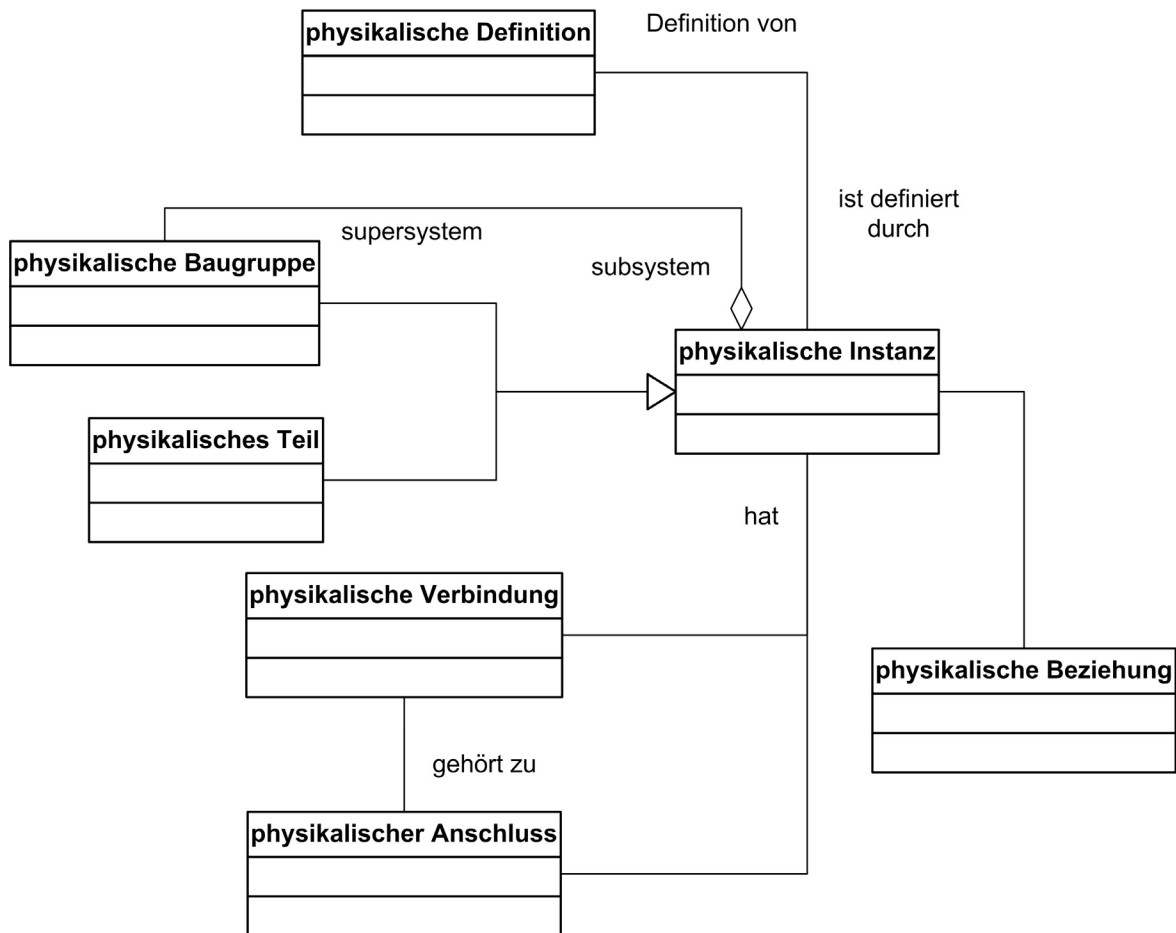 physikalische Definition
Definition von
ist definiert
durch
supersystem
physikalische Baugruppe
subsystem
physikalische Instanz
physikalisches Teil
hat
physikalische Verbindung
physikalische Beziehung
gehört zu
physikalischer Anschluss